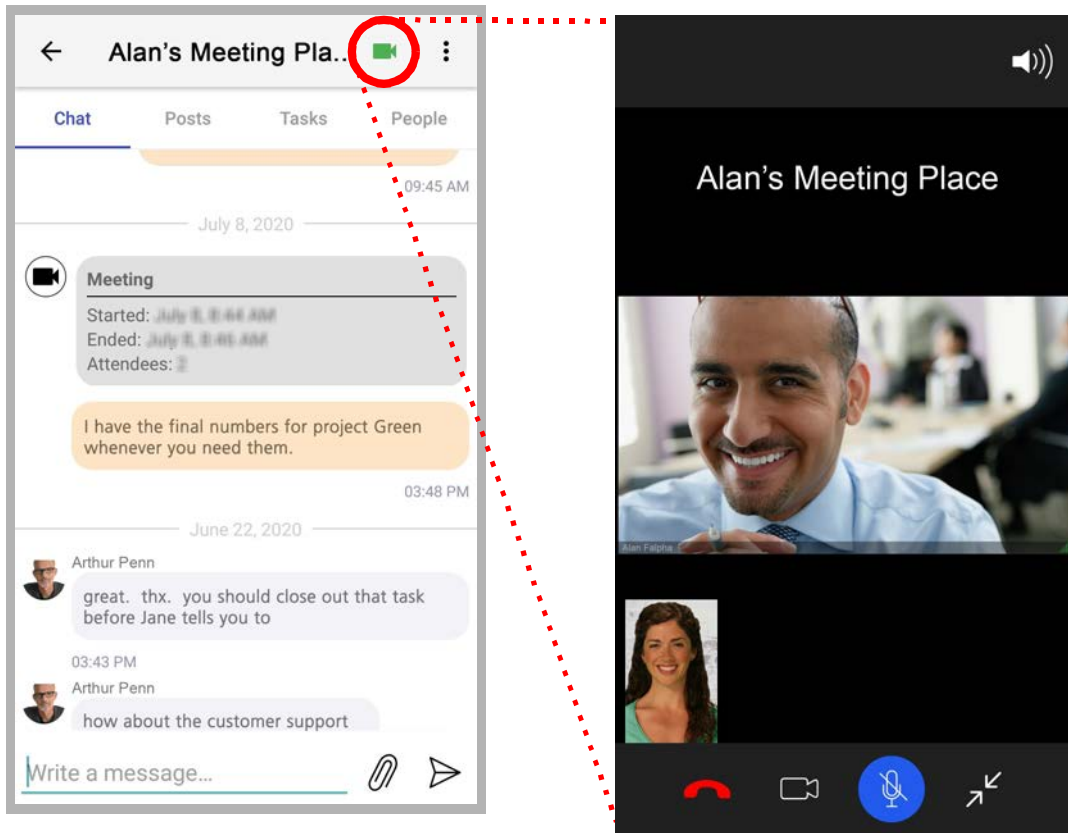 Alan's Meeting Pla..
Chat Posts Tasks People
09:45 AM
July 8, 2020
Meeting
Started:
Ended:
Attendees:
I have the final numbers for project Green
whenever you need them.
03:48 PM
June 22, 2020
Arthur Penn
great. thx. you should close out that task
before Jane tells you to
03:43 PM
Arthur Penn
how about the customer support
Write a message...
Alan's Meeting Place
Alan Falpha